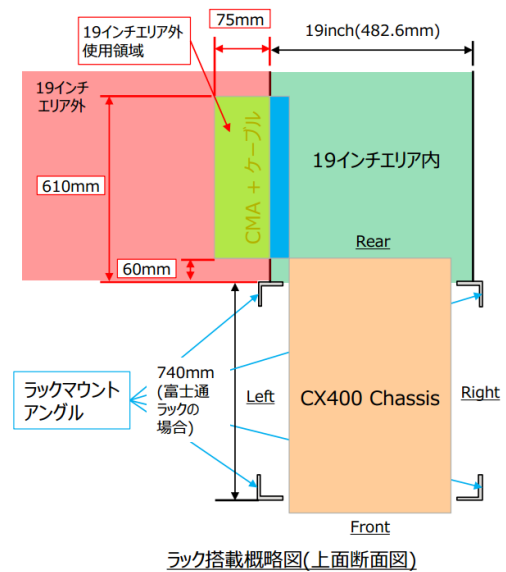 75mm
19inch(482.6mm)
19インチエリア外
使用領域
19インチ
エリア外
CMA + ケーブル
19インチエリア内
610mm
Rear
60mm
740mm
(富士通
ラックの
場合)
ラックマウント
アングル
Left
CX400 Chassis
Right
Front
ラック搭載概略図(上面断面図)